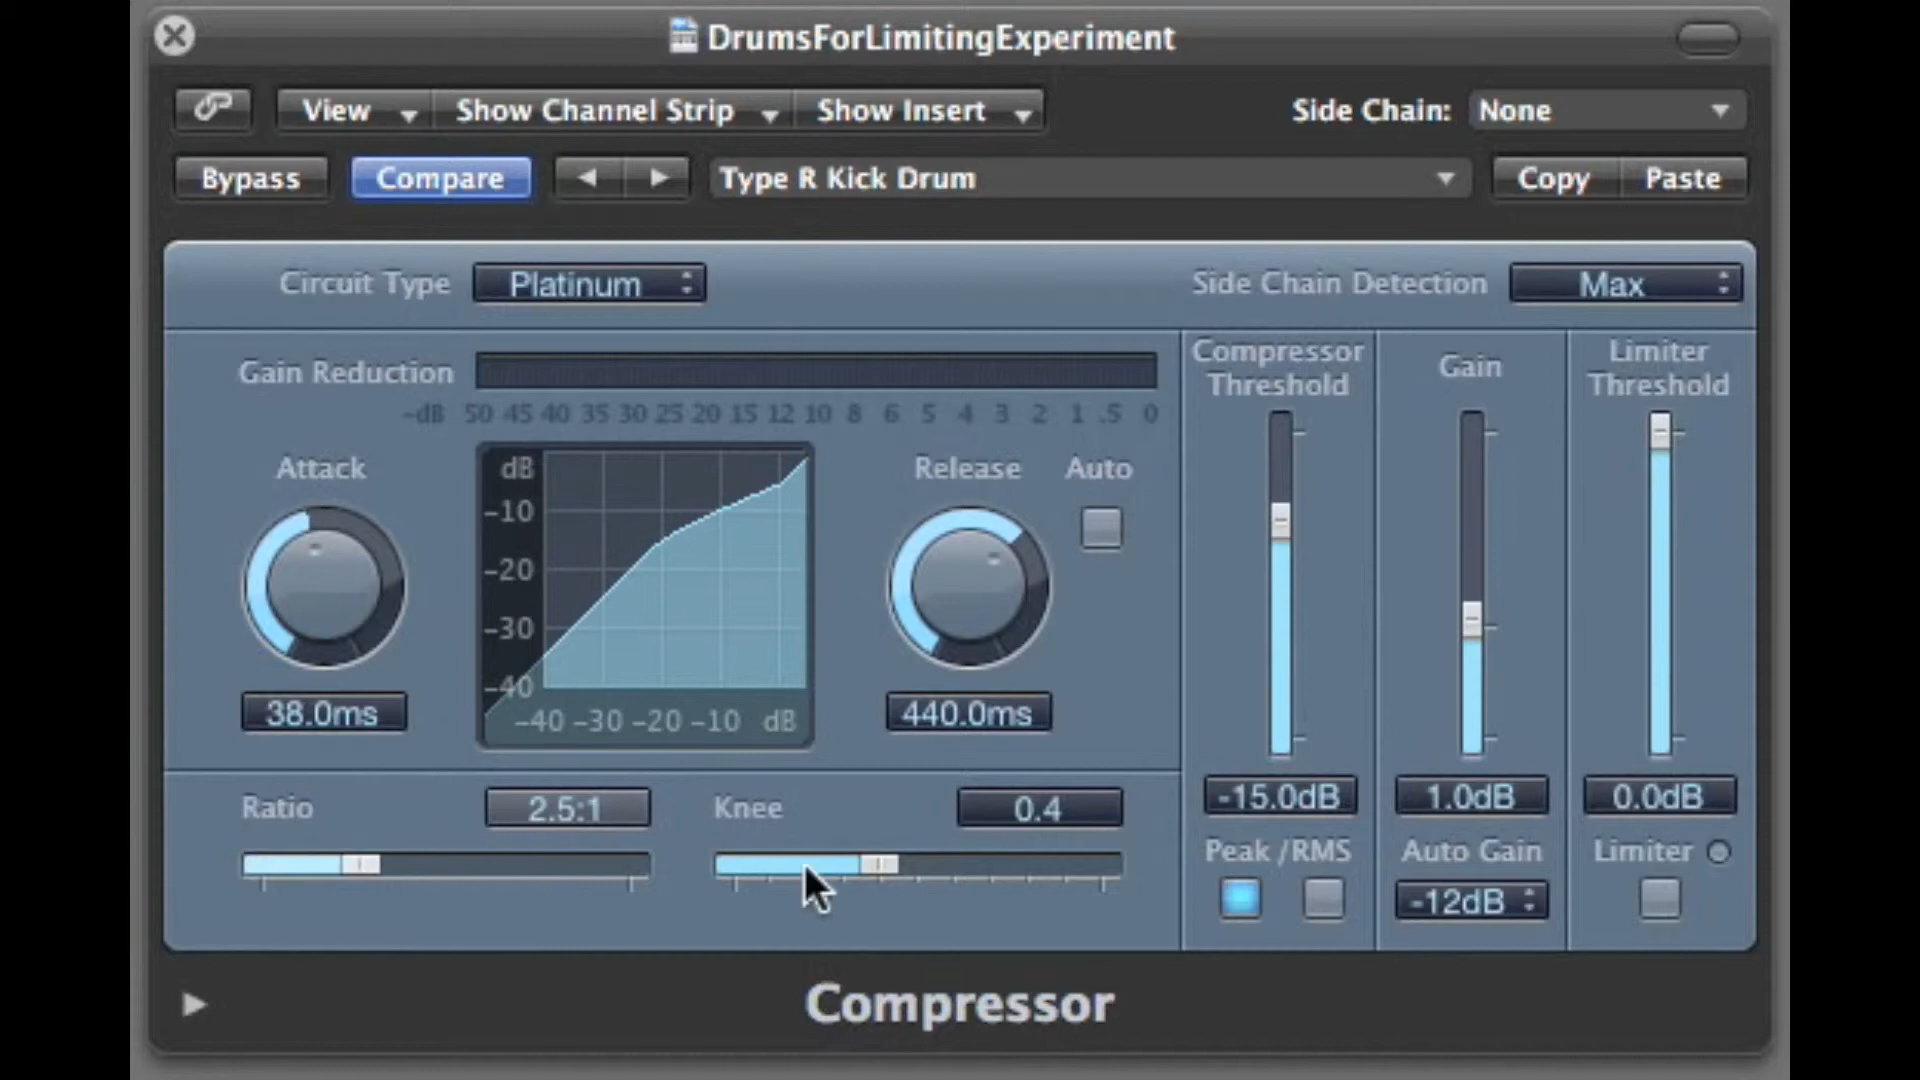 DrumsForLimitingExperiment
View Show Channel Strip Show Insert Side Chain: None
Bypass Compare Type R Kick Drum Copy Paste
Circuit Type Platinum Side Chain Detection Max
Gain Reduction
-dB 50 45 40 35 30 25 20 15 12 10 8 6 5 4 3 2 1 .5 0
Compressor Threshold
Gain
Limiter Threshold
Attack
38.0ms
dB
-10
-20
-30
-40
-40 -30 -20 -10 dB
Release Auto
440.0ms
Ratio 2.5:1 Knee 0.4
-15.0dB 1.0dB 0.0dB
Peak /RMS Auto Gain Limiter
-12dB
Compressor